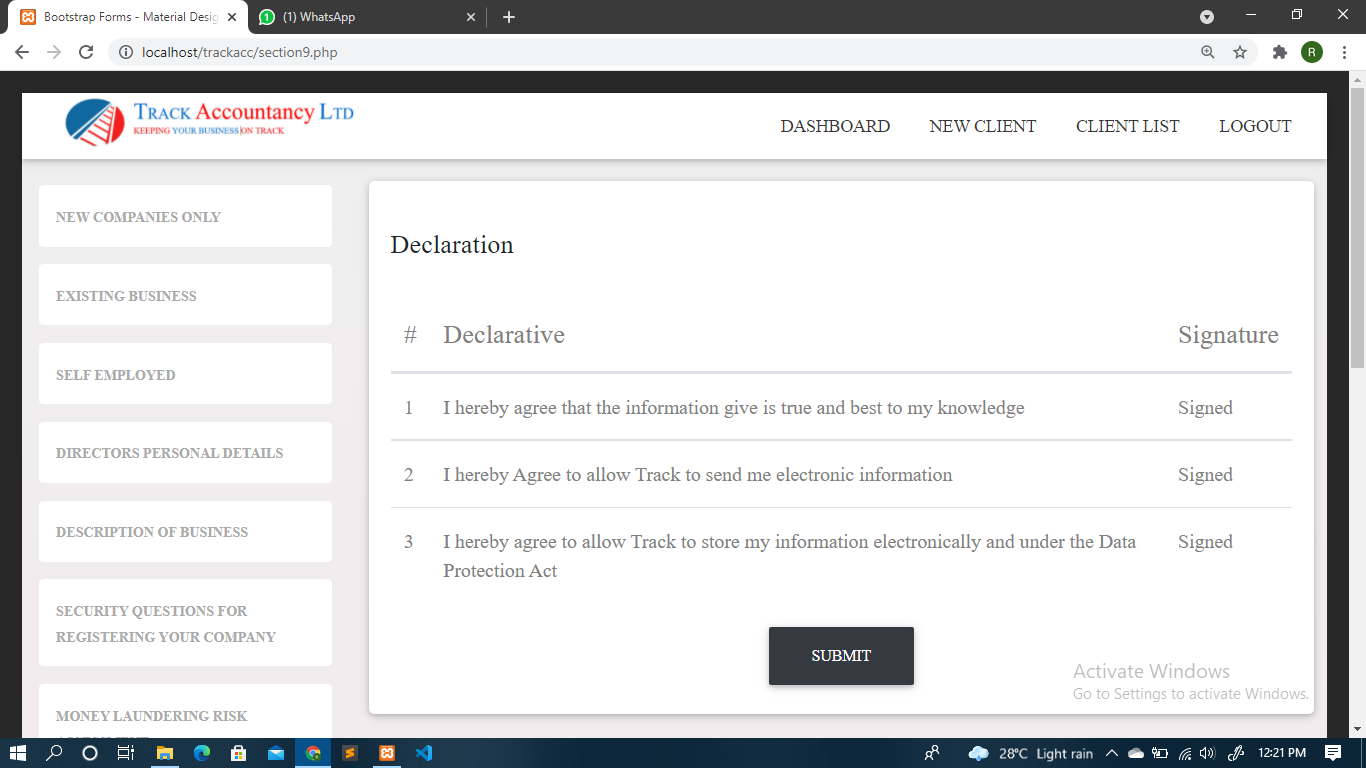 Bootstrap Forms - Material Desig
(1) WhatsApp
localhost/trackacc/section9.php
R
TRACK Accountancy LTD
KEEPING YOUR BUSINESS ON TRACK
DASHBOARD NEW CLIENT CLIENT LIST LOGOUT
NEW COMPANIES ONLY
EXISTING BUSINESS
SELF EMPLOYED
DIRECTORS PERSONAL DETAILS
DESCRIPTION OF BUSINESS
SECURITY QUESTIONS FOR
REGISTERING YOUR COMPANY
MONEY LAUNDERING RISK
Declaration
# Declarative Signature
1 I hereby agree that the information give is true and best to my knowledge Signed
2 I hereby Agree to allow Track to send me electronic information Signed
3 I hereby agree to allow Track to store my information electronically and under the Data Signed
Protection Act
SUBMIT
Activate Windows
Go to Settings to activate Windows.
28°C Light rain
12:21 PM